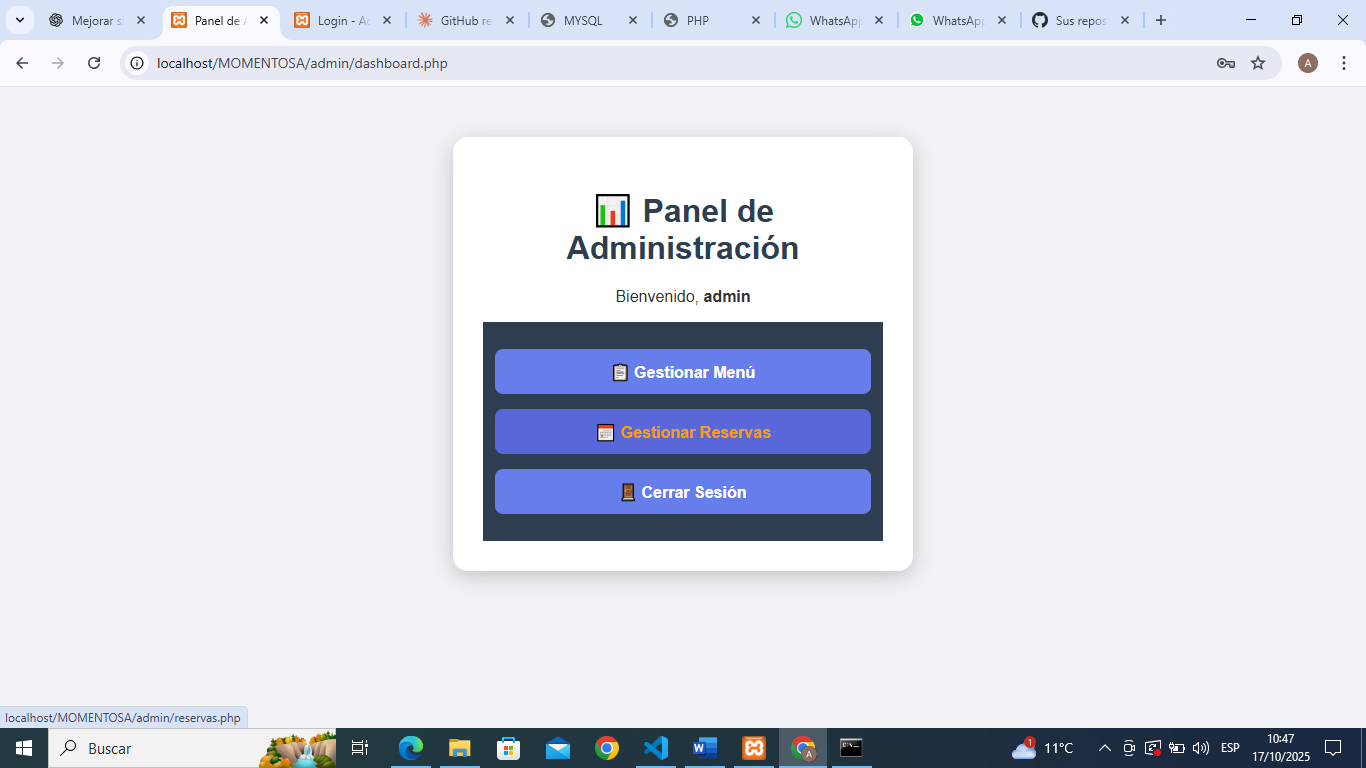 Mejorar si
Panel de A
Login - Ad
GitHub re
MYSQL
PHP
WhatsApp
WhatsApp
Sus repos
localhost/MOMENTOSA/admin/dashboard.php
A
📊 Panel de
Administración
Bienvenido, admin
📋 Gestionar Menú
📅 Gestionar Reservas
🚪 Cerrar Sesión
localhost/MOMENTOSA/admin/reservas.php
Buscar
1
11°C
ESP
10:47
17/10/2025